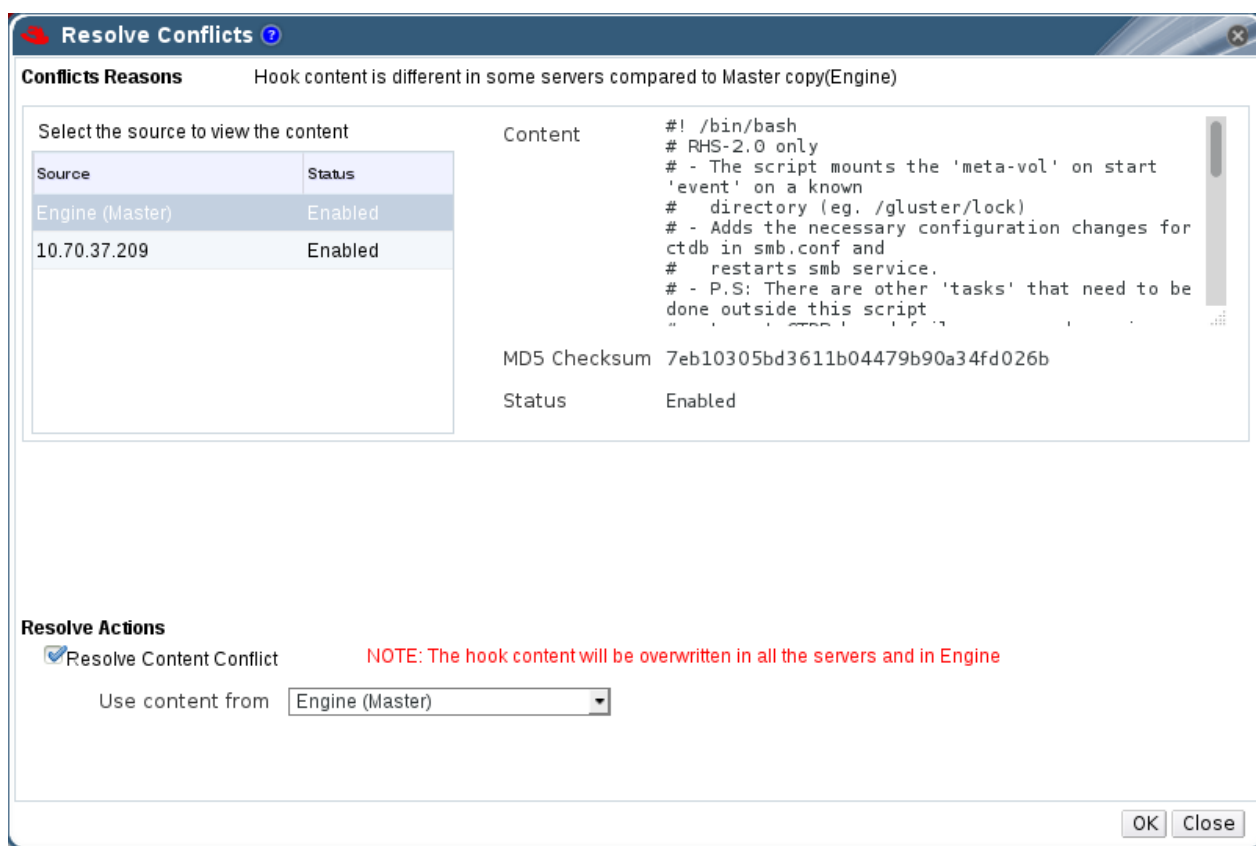 Resolve Conflicts ?
Conflicts Reasons Hook content is different in some servers compared to Master copy(Engine)
Select the source to view the content
Source Status
Engine (Master) Enabled
10.70.37.209 Enabled
Content
#! /bin/bash
# RHS-2.0 only
# - The script mounts the 'meta-vol' on start
'event' on a known
#   directory (eg. /gluster/lock)
# - Adds the necessary configuration changes for
ctdb in smb.conf and
#   restarts smb service.
# - P.S: There are other 'tasks' that need to be
done outside this script
MD5 Checksum 7eb10305bd3611b04479b90a34fd026b
Status Enabled
Resolve Actions
Resolve Content Conflict NOTE: The hook content will be overwritten in all the servers and in Engine
Use content from Engine (Master)
OK Close